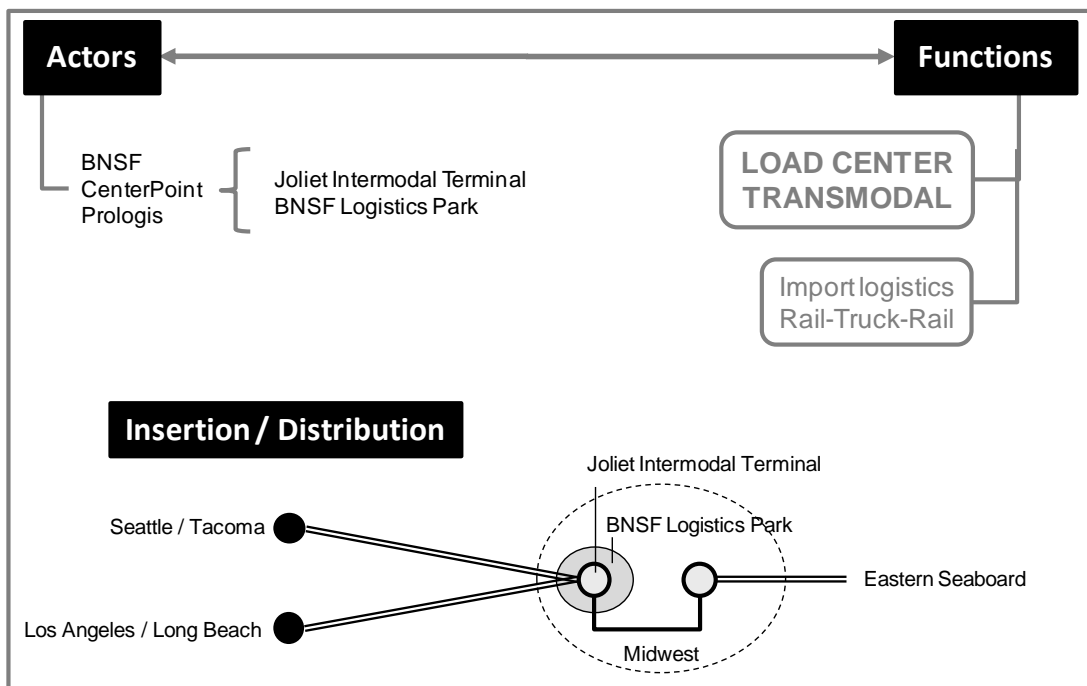 Actors
Functions
BNSF
CenterPoint
Prologis
Joliet Intermodal Terminal
BNSF Logistics Park
LOAD CENTER
TRANSMODAL
Import logistics
Rail-Truck-Rail
Insertion / Distribution
Joliet Intermodal Terminal
BNSF Logistics Park
Seattle / Tacoma
Eastern Seaboard
Los Angeles / Long Beach
Midwest